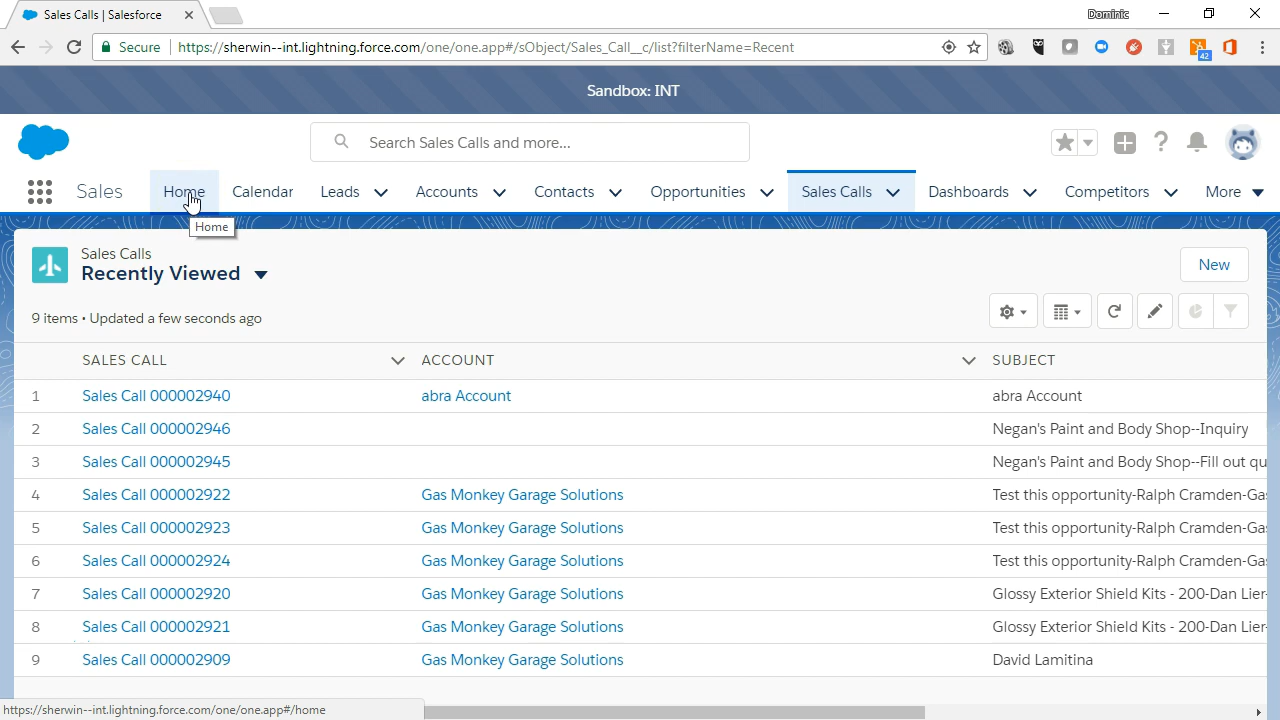 Sales Calls | Salesforce
Dominic
Secure
https://sherwin--int.lightning.force.com/one/one.app#/sObject/Sales_Call__c/list?filterName=Recent
42
Sandbox: INT
Search Sales Calls and more...
Sales
Home
Calendar
Leads
Accounts
Contacts
Opportunities
Sales Calls
Dashboards
Competitors
More
Home
Sales Calls
Recently Viewed
New
9 items • Updated a few seconds ago
SALES CALL ACCOUNT SUBJECT
1 Sales Call 000002940 abra Account abra Account
2 Sales Call 000002946 Negan's Paint and Body Shop--Inquiry
3 Sales Call 000002945 Negan's Paint and Body Shop--Fill out qu
4 Sales Call 000002922 Gas Monkey Garage Solutions Test this opportunity-Ralph Cramden-Ga
5 Sales Call 000002923 Gas Monkey Garage Solutions Test this opportunity-Ralph Cramden-Ga
6 Sales Call 000002924 Gas Monkey Garage Solutions Test this opportunity-Ralph Cramden-Ga
7 Sales Call 000002920 Gas Monkey Garage Solutions Glossy Exterior Shield Kits - 200-Dan Lier-
8 Sales Call 000002921 Gas Monkey Garage Solutions Glossy Exterior Shield Kits - 200-Dan Lier-
9 Sales Call 000002909 Gas Monkey Garage Solutions David Lamitina
https://sherwin--int.lightning.force.com/one/one.app#/home